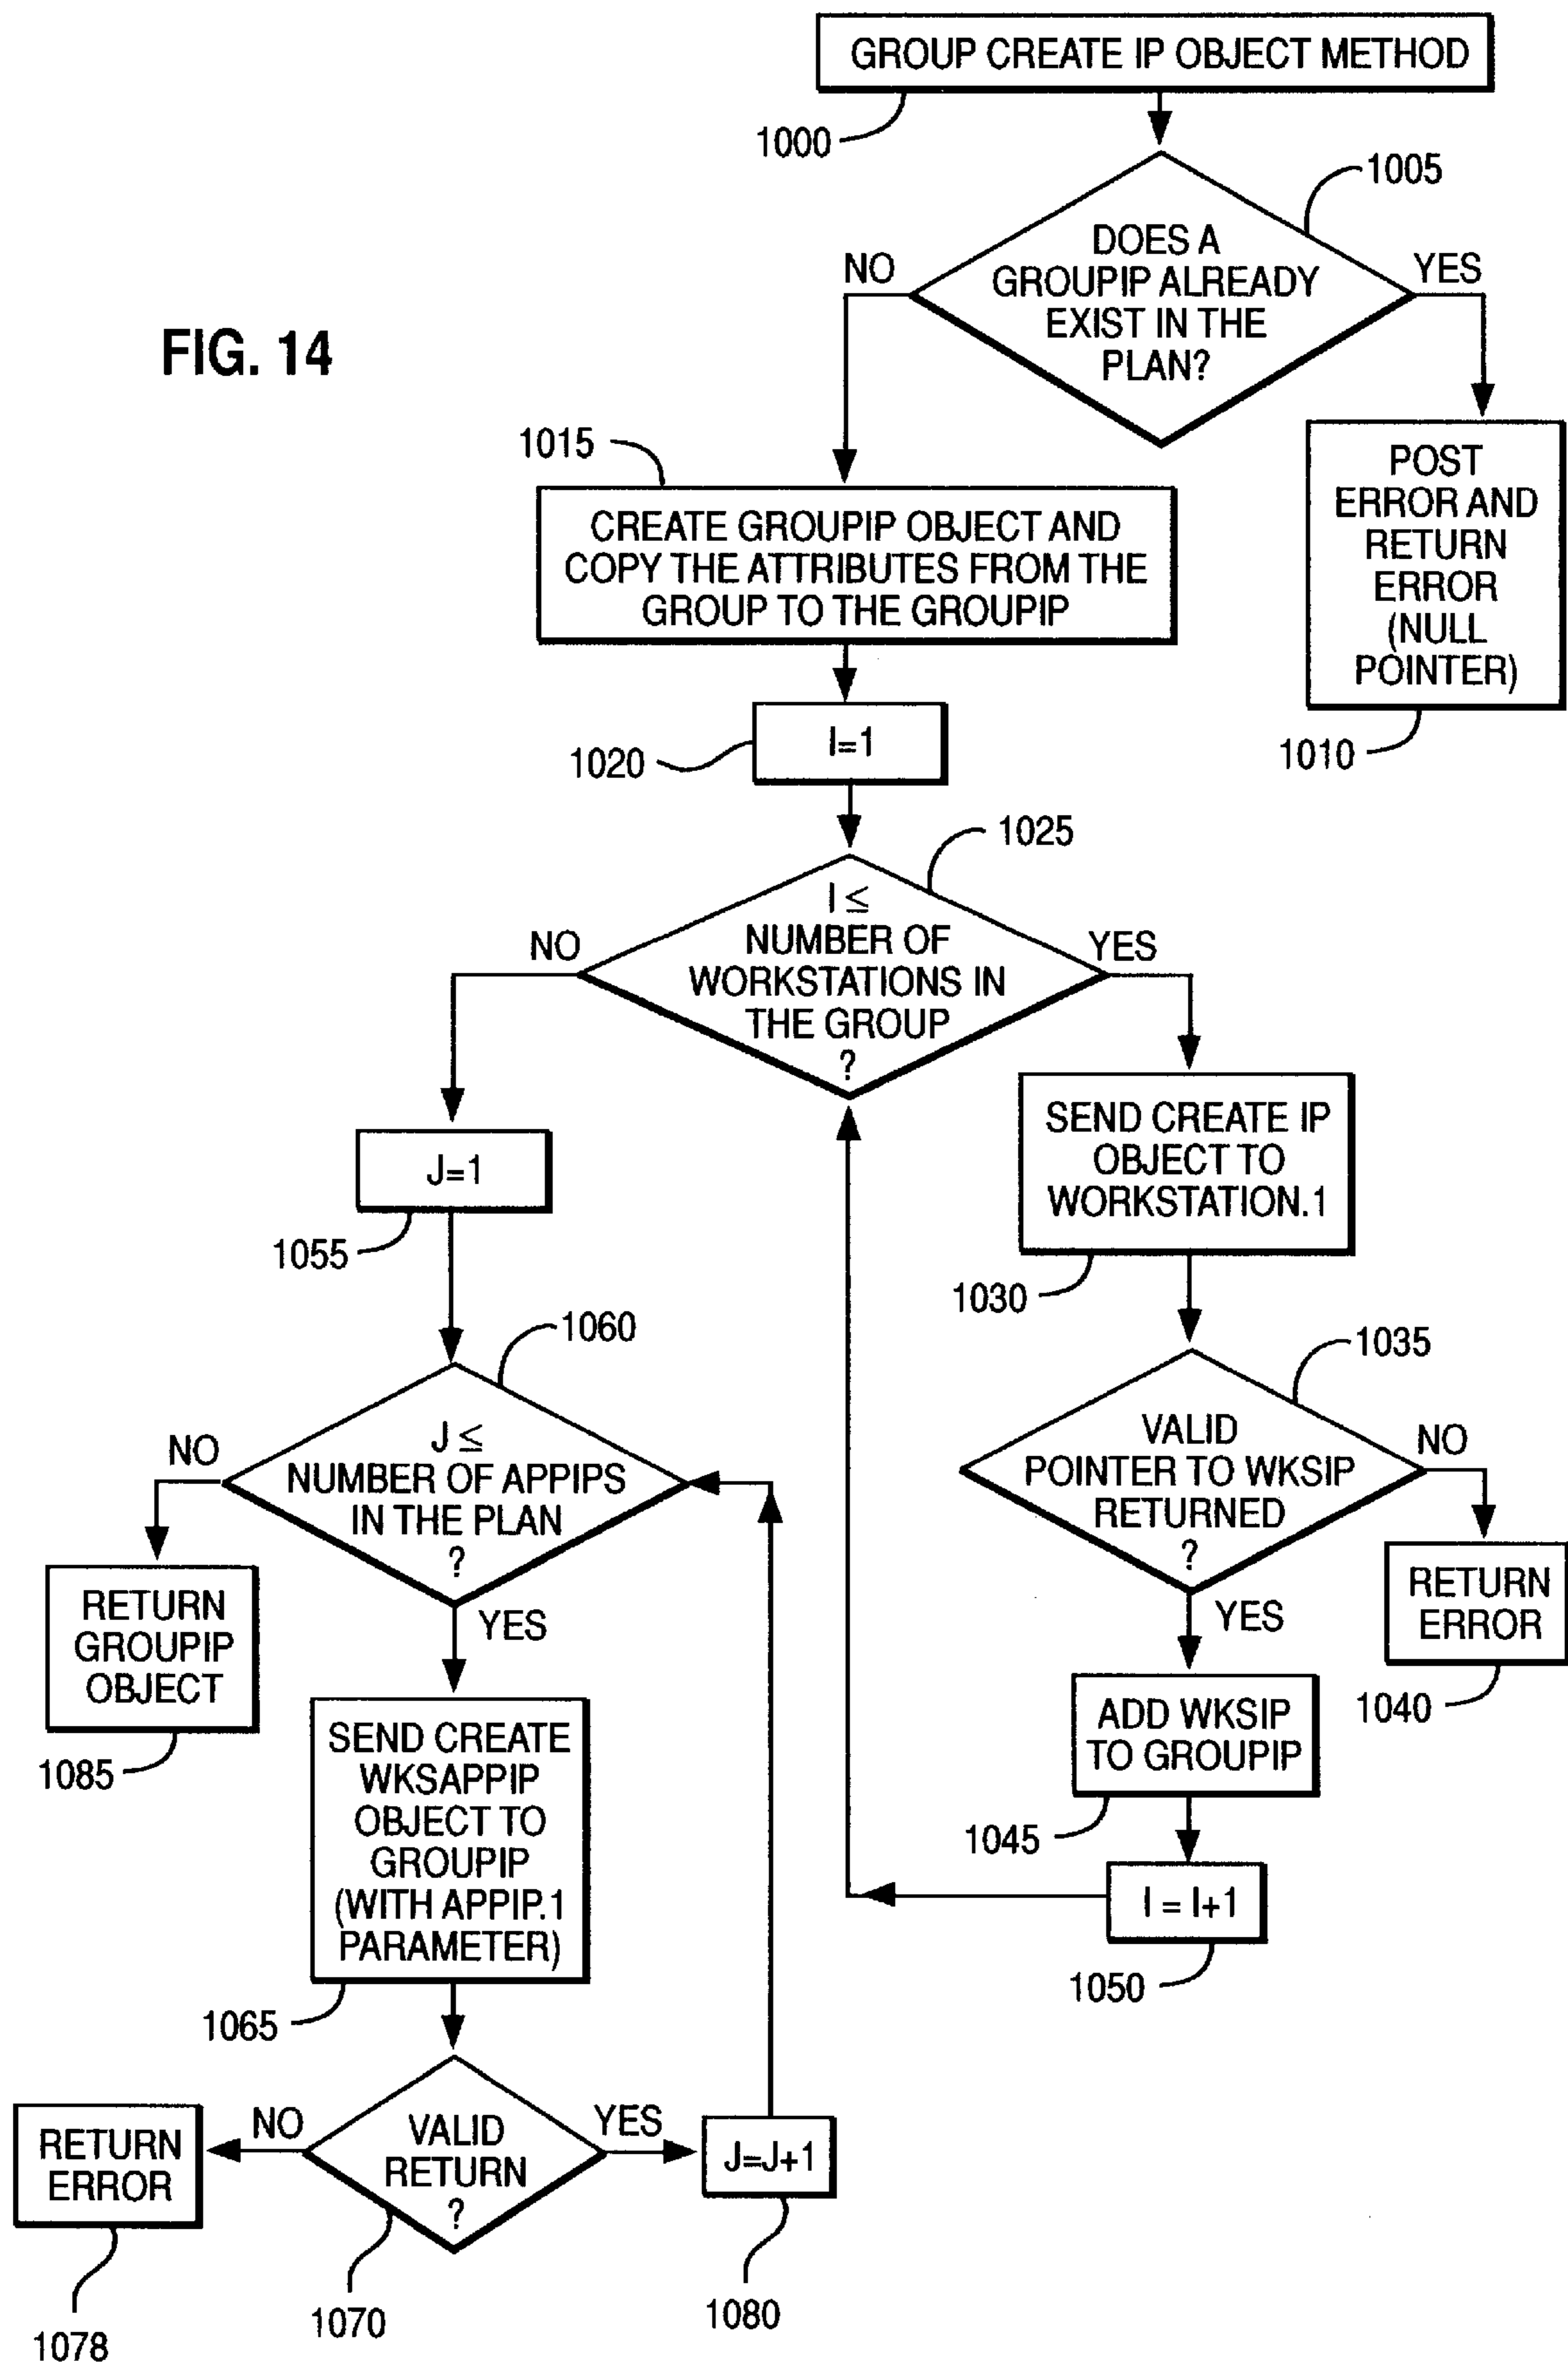 GROUP CREATE IP OBJECT METHOD
1000
1005
DOES A
GROUPIP ALREADY
EXIST IN THE
PLAN?
NO
YES
FIG. 14
POST
ERROR AND
RETURN
ERROR
(NULL
POINTER)
1010
1015
CREATE GROUPIP OBJECT AND
COPY THE ATTRIBUTES FROM THE
GROUP TO THE GROUPIP
I=1
1020
1025
I ≤
NUMBER OF
WORKSTATIONS IN
THE GROUP
?
NO
YES
SEND CREATE IP
OBJECT TO
WORKSTATION.1
1030
J=1
1055
1060
J ≤
NUMBER OF APPIPS
IN THE PLAN
?
NO
YES
1035
VALID
POINTER TO WKSIP
RETURNED
?
NO
YES
RETURN
ERROR
1040
RETURN
GROUPIP
OBJECT
1085
ADD WKSIP
TO GROUPIP
1045
I = I+1
1050
SEND CREATE
WKSAPPIP
OBJECT TO
GROUPIP
(WITH APPIP.1
PARAMETER)
1065
VALID
RETURN
?
NO
YES
RETURN
ERROR
J=J+1
1070
1080
1078